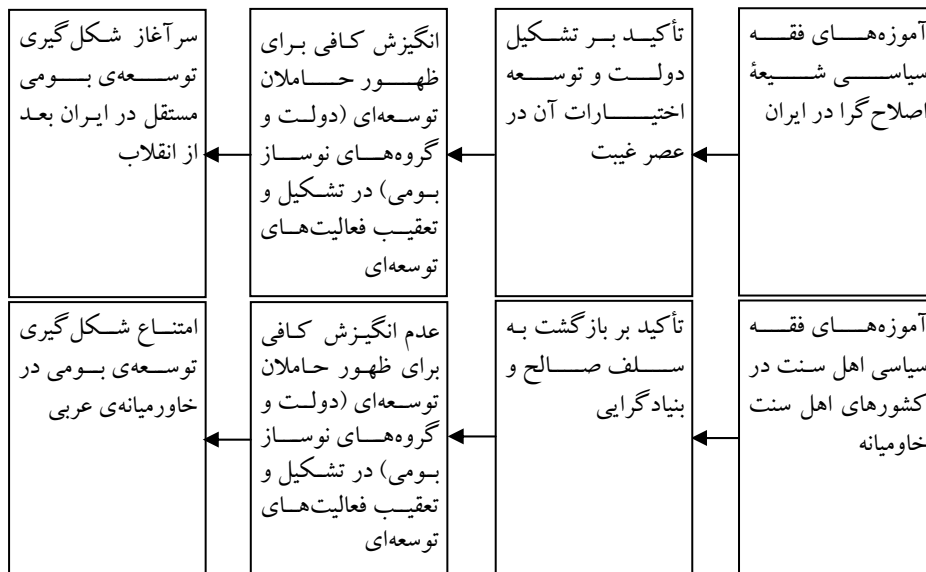 آموزه‌های فقه
سیاسی شیعهٔ
اصلاح‌گرا در ایران
تأکید بر تشکیل
دولت و توسعه
اختیارات آن در
عصر غیبت
انگیزش کافی برای
ظهور حاملان
توسعه‌ای (دولت و
گروه‌های نوساز
بومی) در تشکیل و
تعقیب فعالیت‌های
توسعه‌ای
سرآغاز شکل‌گیری
توسعه‌ی بومی
مستقل در ایران بعد
از انقلاب
آموزه‌های فقه
سیاسی اهل سنت در
کشورهای اهل سنت
خاومیانه
تأکید بر بازگشت به
سلف صالح و
بنیادگرایی
عدم انگیزش کافی
برای ظهور حاملان
توسعه‌ای (دولت و
گروه‌های نوساز
بومی) در تشکیل و
تعقیب فعالیت‌های
توسعه‌ای
امتناع شکل‌گیری
توسعه‌ی بومی در
خاورمیانه‌ی عربی